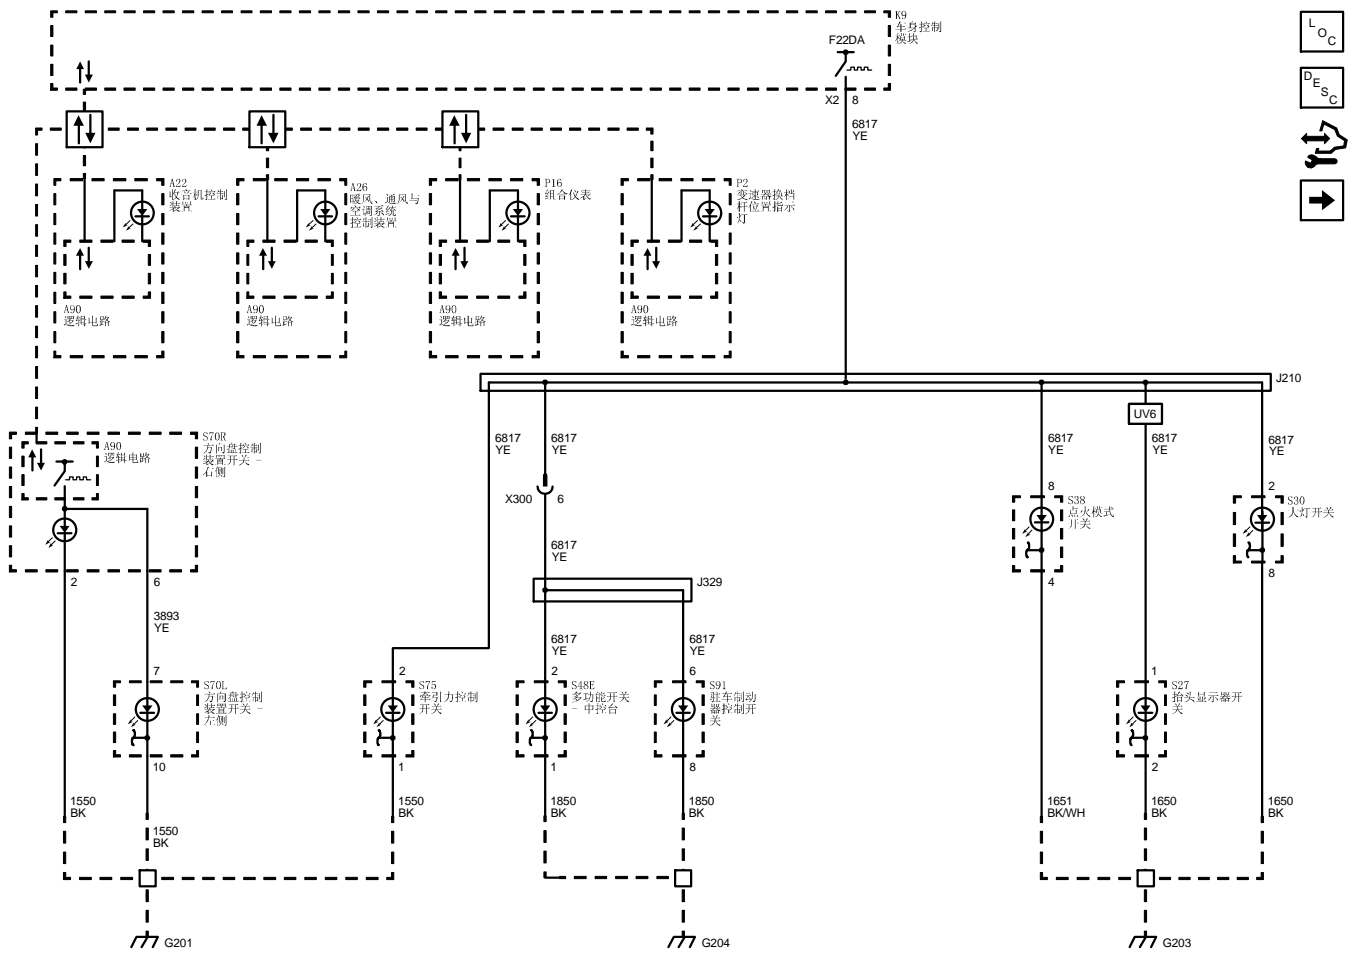 K9
车身控制
模块
F22DA
X2 8
6817
YE
LOC
DESC
A22
收音机控制
装置
A90
逻辑电路
A26
暖风、通风与
空调系统
控制装置
A90
逻辑电路
P16
组合仪表
A90
逻辑电路
P2
变速器换档
杆位置指示
灯
A90
逻辑电路
J210
S70R
方向盘控制
装置开关 -
右侧
A90
逻辑电路
2
6
3893
YE
7
S70L
方向盘控制
装置开关 -
左侧
10
1550
BK
1550
BK
6817
YE
2
S75
牵引力控制
开关
1
1550
BK
6817
YE
X300 6
6817
YE
J329
6817
YE
2
S48E
多功能开关
- 中控台
1
1850
BK
6817
YE
6
S91
驻车制动
器控制开
关
8
1850
BK
6817
YE
8
S38
点火模式
开关
4
1651
BK/WH
UV6
6817
YE
1
S27
抬头显示器开
关
2
1650
BK
6817
YE
2
S30
大灯开关
8
1650
BK
G201
G204
G203